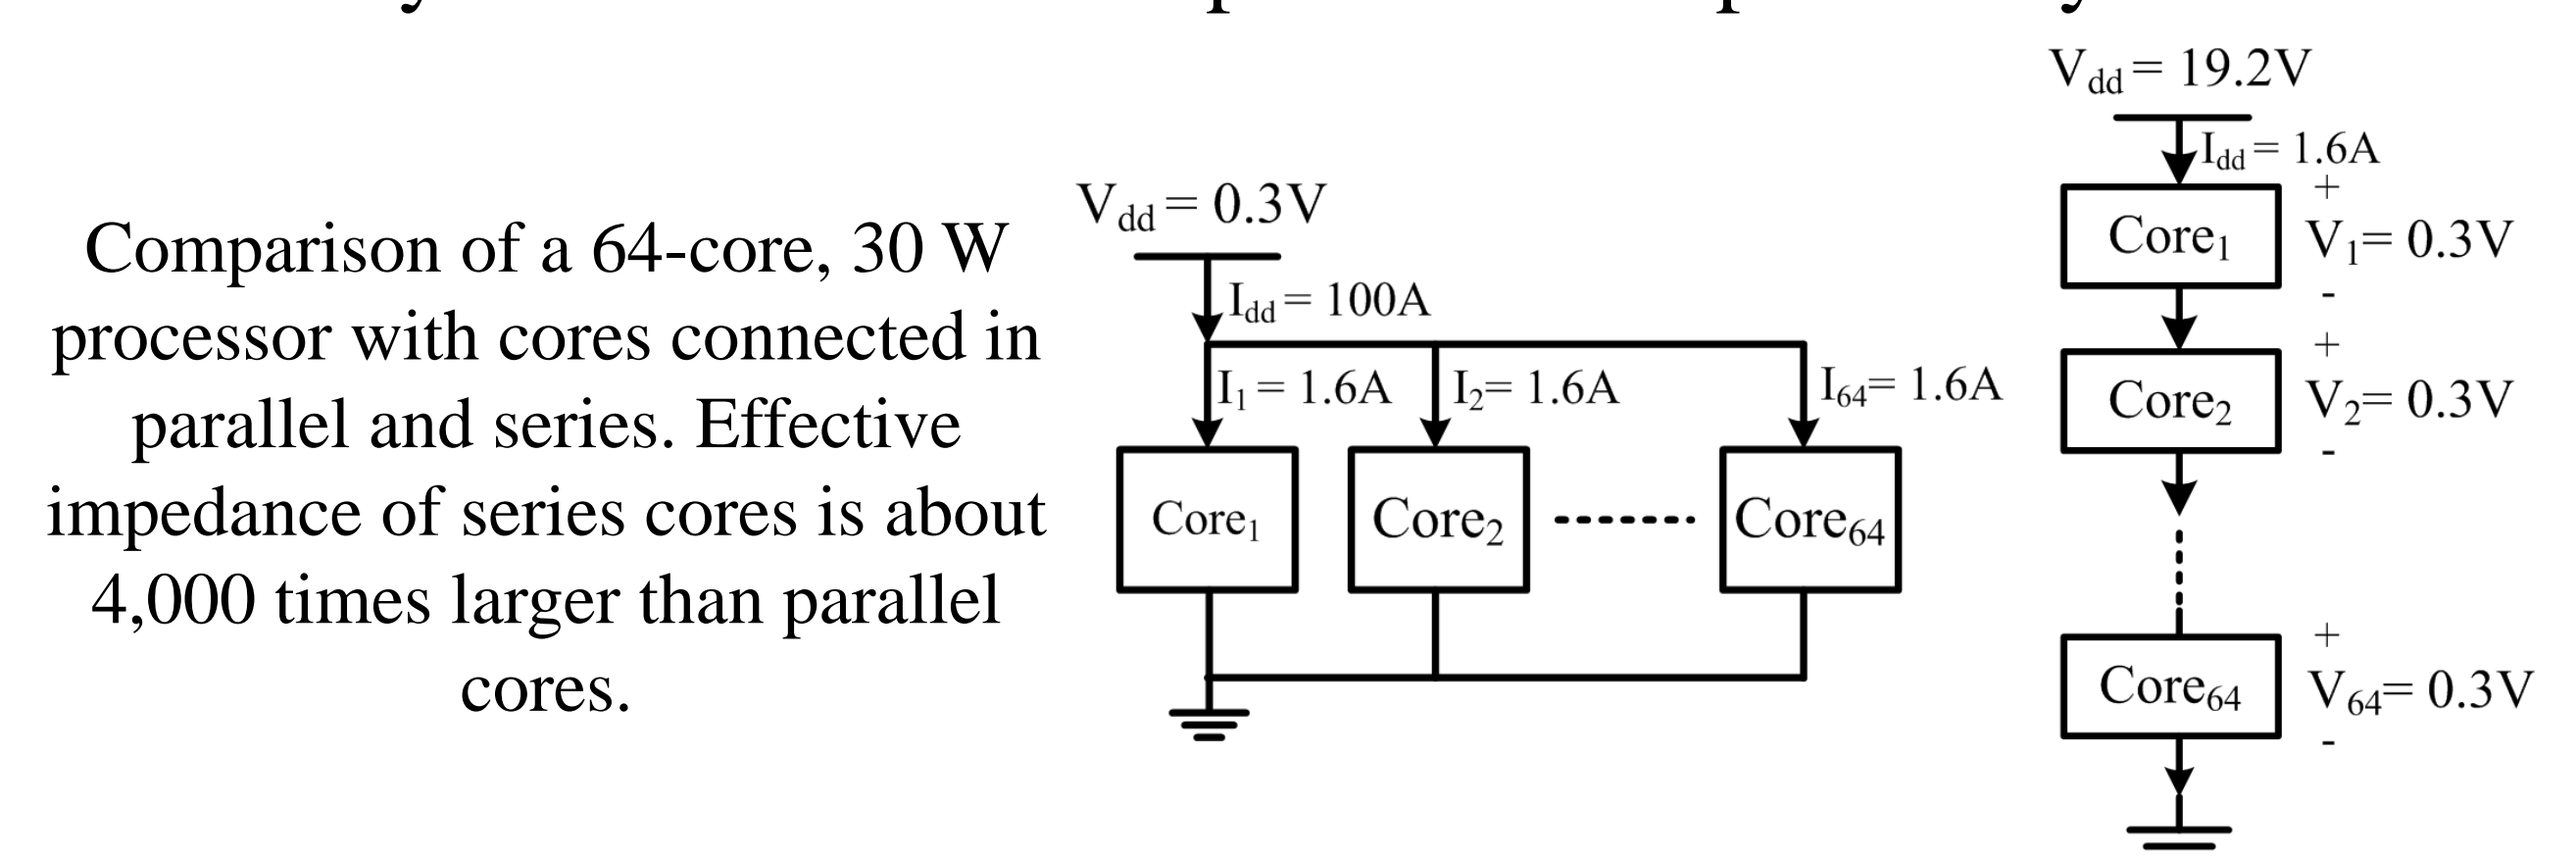 Comparison of a 64-core, 30 W
processor with cores connected in
parallel and series. Effective
impedance of series cores is about
4,000 times larger than parallel
cores.
Vdd = 0.3V
Idd = 100A
I1 = 1.6A
I2= 1.6A
I64= 1.6A
Core1
Core2
Core64
Vdd = 19.2V
Idd = 1.6A
+
Core1
V1= 0.3V
-
+
Core2
V2= 0.3V
-
+
Core64
V64= 0.3V
-